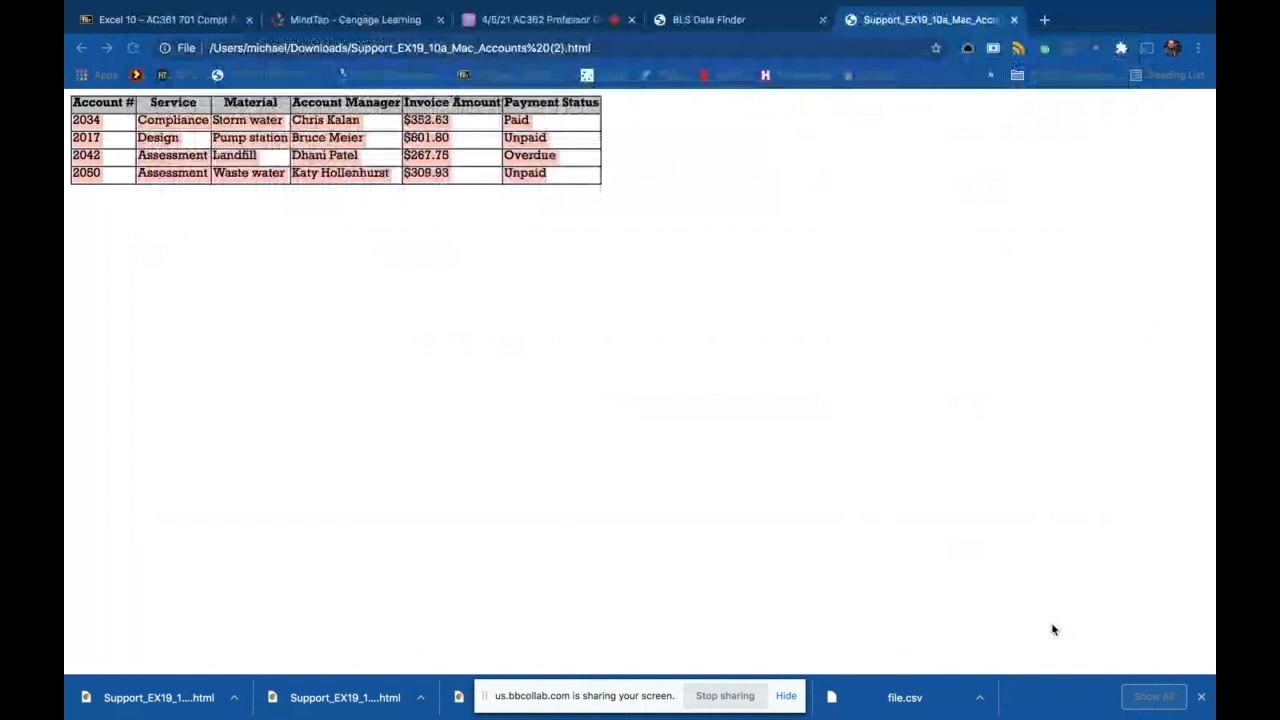 Excel 10 – AC361 701 Compt A
MindTap - Cengage Learning
4/5/21 AC362 Professor
BLS Data Finder
Support_EX19_10a_Mac_Acco
File /Users/michael/Downloads/Support_EX19_10a_Mac_Accounts%20(2).html
Apps
Reading List
Account # Service Material Account Manager Invoice Amount Payment Status
2034 Compliance Storm water Chris Kalan $352.63 Paid
2017 Design Pump station Bruce Meier $801.80 Unpaid
2042 Assessment Landfill Dhani Patel $267.75 Overdue
2050 Assessment Waste water Katy Hollenhurst $309.93 Unpaid
Support_EX19_1....html
Support_EX19_1....html
us.bbcollab.com is sharing your screen.
Stop sharing
Hide
file.csv
Show All